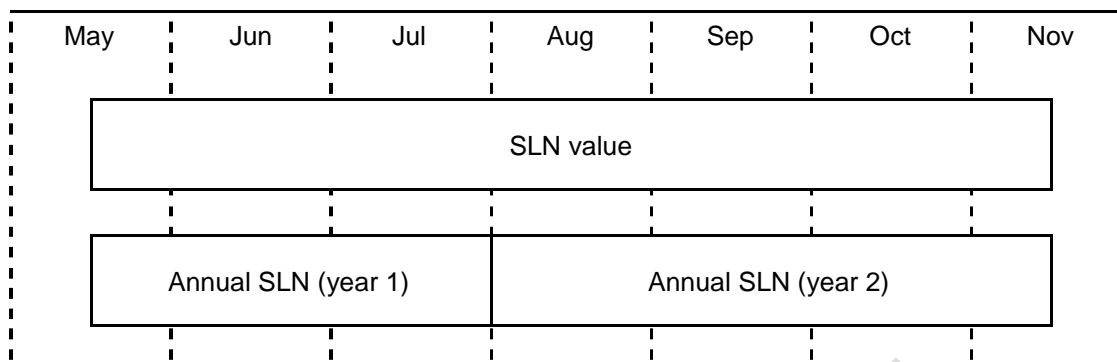 May Jun Jul Aug Sep Oct Nov
SLN value
Annual SLN (year 1) Annual SLN (year 2)